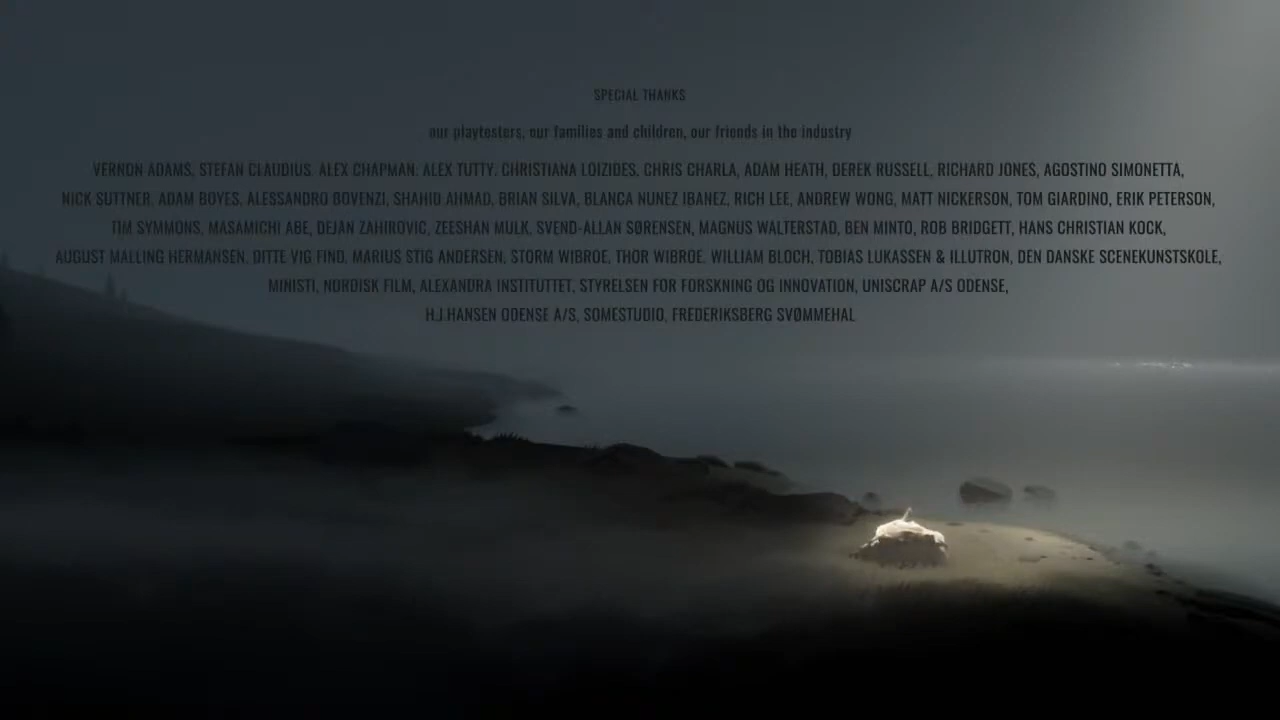 SPECIAL THANKS
our playtesters, our families and children, our friends in the industry
VERNON ADAMS, STEFAN CLAUDIUS, ALEX CHAPMAN, ALEX TUTTY, CHRISTIANA LOIZIDES, CHRIS CHARLA, ADAM HEATH, DEREK RUSSELL, RICHARD JONES, AGOSTINO SIMONETTA,
NICK SUTTNER, ADAM BOYES, ALESSANDRO BOVENZI, SHAHID AHMAD, BRIAN SILVA, BLANCA NUNEZ IBANEZ, RICH LEE, ANDREW WONG, MATT NICKERSON, TOM GIARDINO, ERIK PETERSON,
TIM SYMMONS, MASAMICHI ABE, DEJAN ZAHIROVIC, ZEESHAN MULK, SVEND-ALLAN SØRENSEN, MAGNUS WALTERSTAD, BEN MINTO, ROB BRIDGETT, HANS CHRISTIAN KOCK,
AUGUST MALLING HERMANSEN, DITTE VIG FIND, MARIUS STIG ANDERSEN, STORM WIBROE, THOR WIBROE, WILLIAM BLOCH, TOBIAS LUKASSEN & ILLUTRON, DEN DANSKE SCENEKUNSTSKOLE,
MINISTI, NORDISK FILM, ALEXANDRA INSTITUTTET, STYRELSEN FOR FORSKNING OG INNOVATION, UNISCRAP A/S ODENSE,
H.J.HANSEN ODENSE A/S, SOMESTUDIO, FREDERIKSBERG SVØMMEHAL